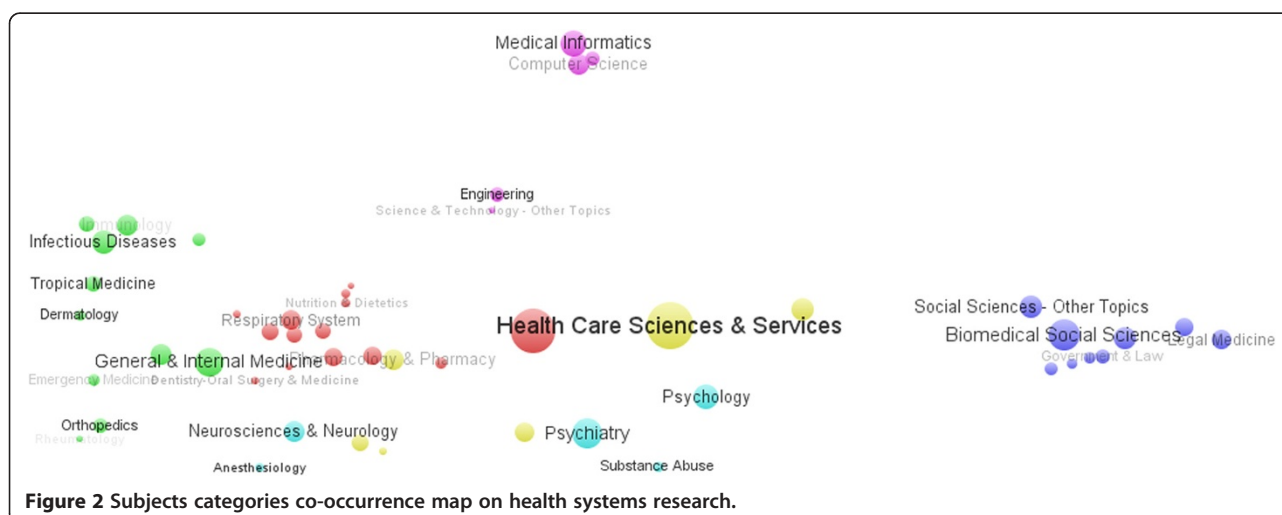 Medical Informatics
Computer Science
Engineering
Science & Technology - Other Topics
Immunology
Infectious Diseases
Tropical Medicine
Dermatology
Nutrition & Dietetics
Respiratory System
Health Care Sciences & Services
Social Sciences - Other Topics
Biomedical Social Sciences
Legal Medicine
Government & Law
General & Internal Medicine
Pharmacology & Pharmacy
Emergency Medicine
Dentistry-Oral Surgery & Medicine
Psychology
Orthopedics
Rheumatology
Neurosciences & Neurology
Psychiatry
Anesthesiology
Substance Abuse
Figure 2 Subjects categories co-occurrence map on health systems research.